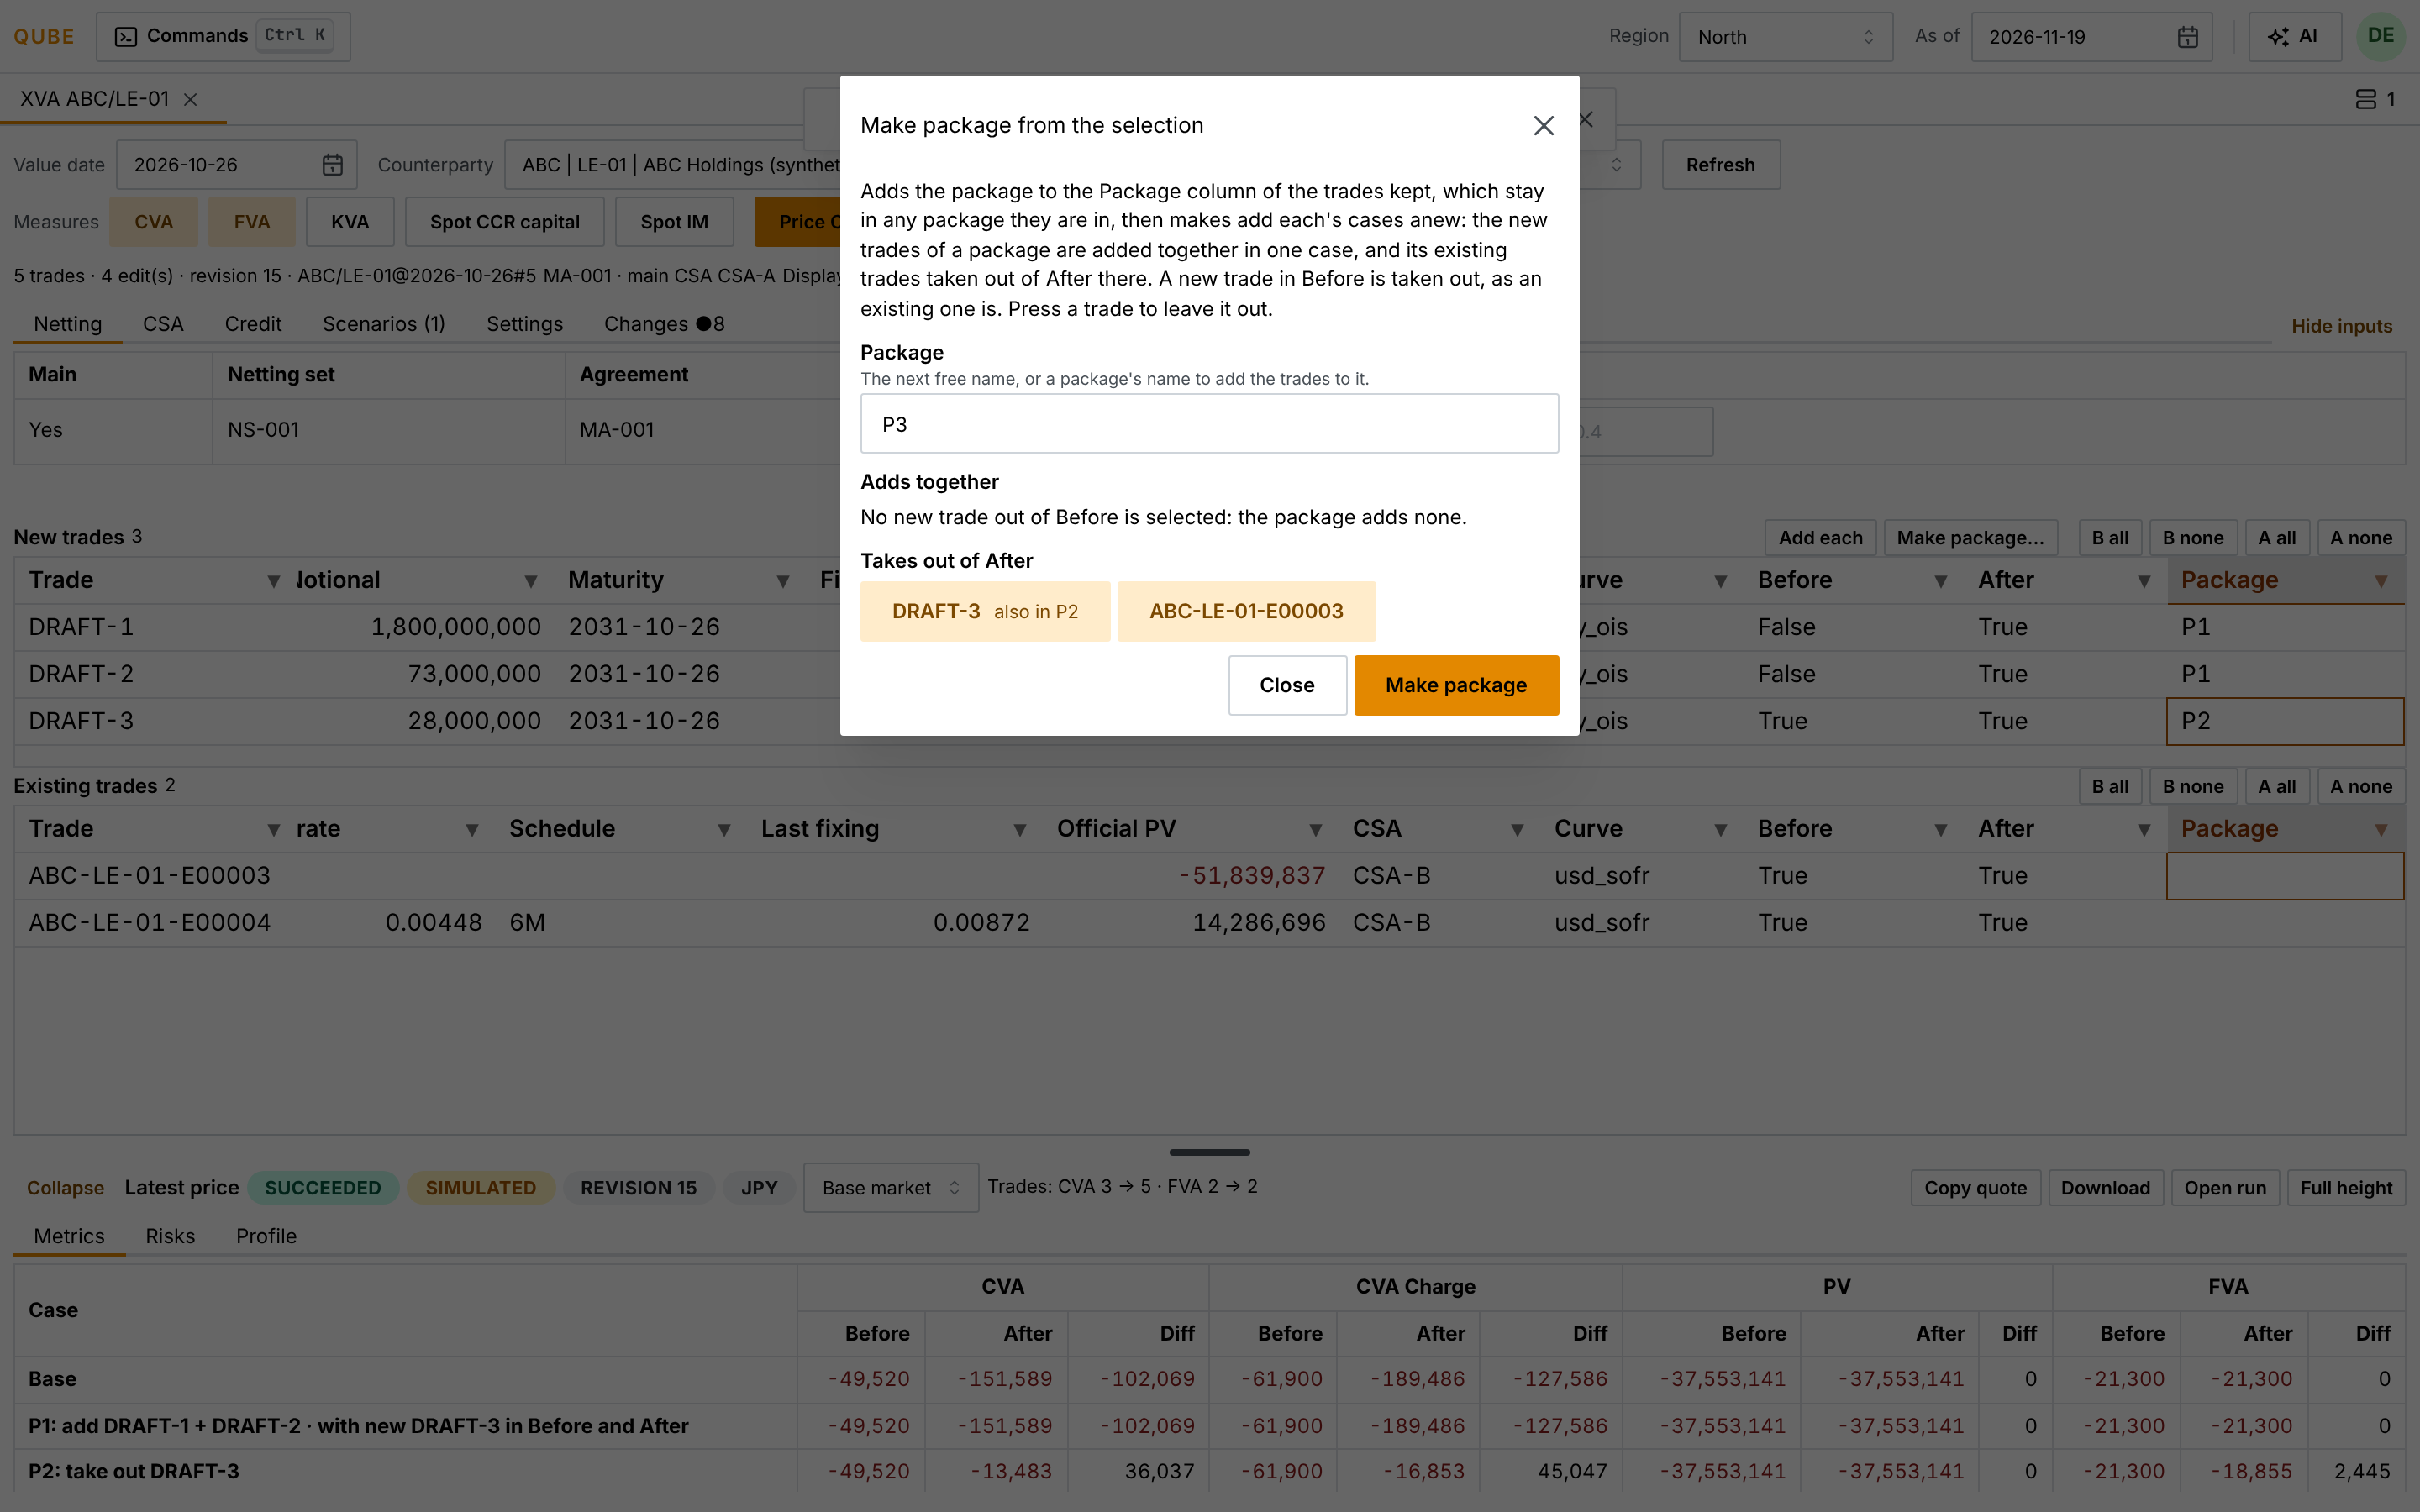 QUBE
Commands Ctrl K
Region North As of 2026-11-19 AI DE
XVA ABC/LE-01
1
Value date 2026-10-26 Counterparty ABC | LE-01 | ABC Holdings (synthet Refresh
Measures CVA FVA KVA Spot CCR capital Spot IM Price C
5 trades · 4 edit(s) · revision 15 · ABC/LE-01@2026-10-26#5 MA-001 · main CSA CSA-A Display
Netting CSA Credit Scenarios (1) Settings Changes ●8 Hide inputs
Main Netting set Agreement
Yes NS-001 MA-001 0.4
Make package from the selection
Adds the package to the Package column of the trades kept, which stay
in any package they are in, then makes add each's cases anew: the new
trades of a package are added together in one case, and its existing
trades taken out of After there. A new trade in Before is taken out, as an
existing one is. Press a trade to leave it out.
Package
The next free name, or a package's name to add the trades to it.
P3
Adds together
No new trade out of Before is selected: the package adds none.
Takes out of After
DRAFT-3 also in P2 ABC-LE-01-E00003
Close Make package
New trades 3 Add each Make package... B all B none A all A none
Trade Notional Maturity Fi urve Before After Package
DRAFT-1 1,800,000,000 2031-10-26 y_ois False True P1
DRAFT-2 73,000,000 2031-10-26 y_ois False True P1
DRAFT-3 28,000,000 2031-10-26 y_ois True True P2
Existing trades 2 B all B none A all A none
Trade rate Schedule Last fixing Official PV CSA Curve Before After Package
ABC-LE-01-E00003 -51,839,837 CSA-B usd_sofr True True
ABC-LE-01-E00004 0.00448 6M 0.00872 14,286,696 CSA-B usd_sofr True True
Collapse Latest price SUCCEEDED SIMULATED REVISION 15 JPY Base market Trades: CVA 3 → 5 · FVA 2 → 2 Copy quote Download Open run Full height
Metrics Risks Profile
Case CVA CVA Charge PV FVA
Before After Diff Before After Diff Before After Diff Before After Diff
Base -49,520 -151,589 -102,069 -61,900 -189,486 -127,586 -37,553,141 -37,553,141 0 -21,300 -21,300 0
P1: add DRAFT-1 + DRAFT-2 · with new DRAFT-3 in Before and After -49,520 -151,589 -102,069 -61,900 -189,486 -127,586 -37,553,141 -37,553,141 0 -21,300 -21,300 0
P2: take out DRAFT-3 -49,520 -13,483 36,037 -61,900 -16,853 45,047 -37,553,141 -37,553,141 0 -21,300 -18,855 2,445